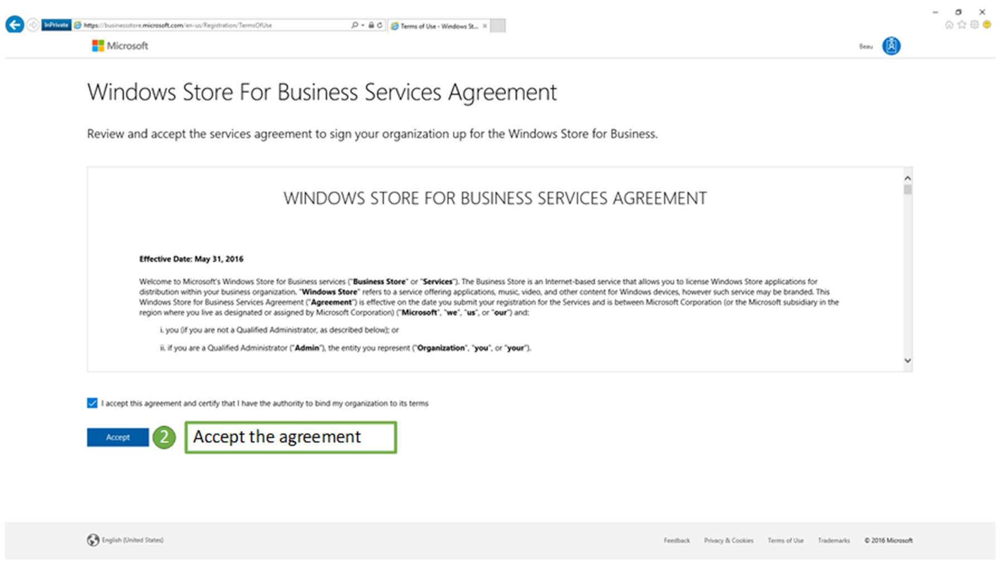 InPrivate https://businessstore.microsoft.com/en-us/Registration/TermsOfUse Terms of Use - Windows St...
Microsoft
Beau
Windows Store For Business Services Agreement
Review and accept the services agreement to sign your organization up for the Windows Store for Business.
WINDOWS STORE FOR BUSINESS SERVICES AGREEMENT
Effective Date: May 31, 2016
Welcome to Microsoft's Windows Store for Business services ("Business Store" or "Services"). The Business Store is an Internet-based service that allows you to license Windows Store applications for
distribution within your business organization. "Windows Store" refers to a service offering applications, music, video, and other content for Windows devices, however such service may be branded. This
Windows Store for Business Services Agreement ("Agreement") is effective on the date you submit your registration for the Services and is between Microsoft Corporation (or the Microsoft subsidiary in the
region where you live as designated or assigned by Microsoft Corporation) ("Microsoft", "we", "us", or "our") and:
i. you (if you are not a Qualified Administrator, as described below); or
ii. if you are a Qualified Administrator ("Admin"), the entity you represent ("Organization", "you", or "your").
I accept this agreement and certify that I have the authority to bind my organization to its terms
Accept 2 Accept the agreement
English (United States) Feedback Privacy & Cookies Terms of Use Trademarks © 2016 Microsoft